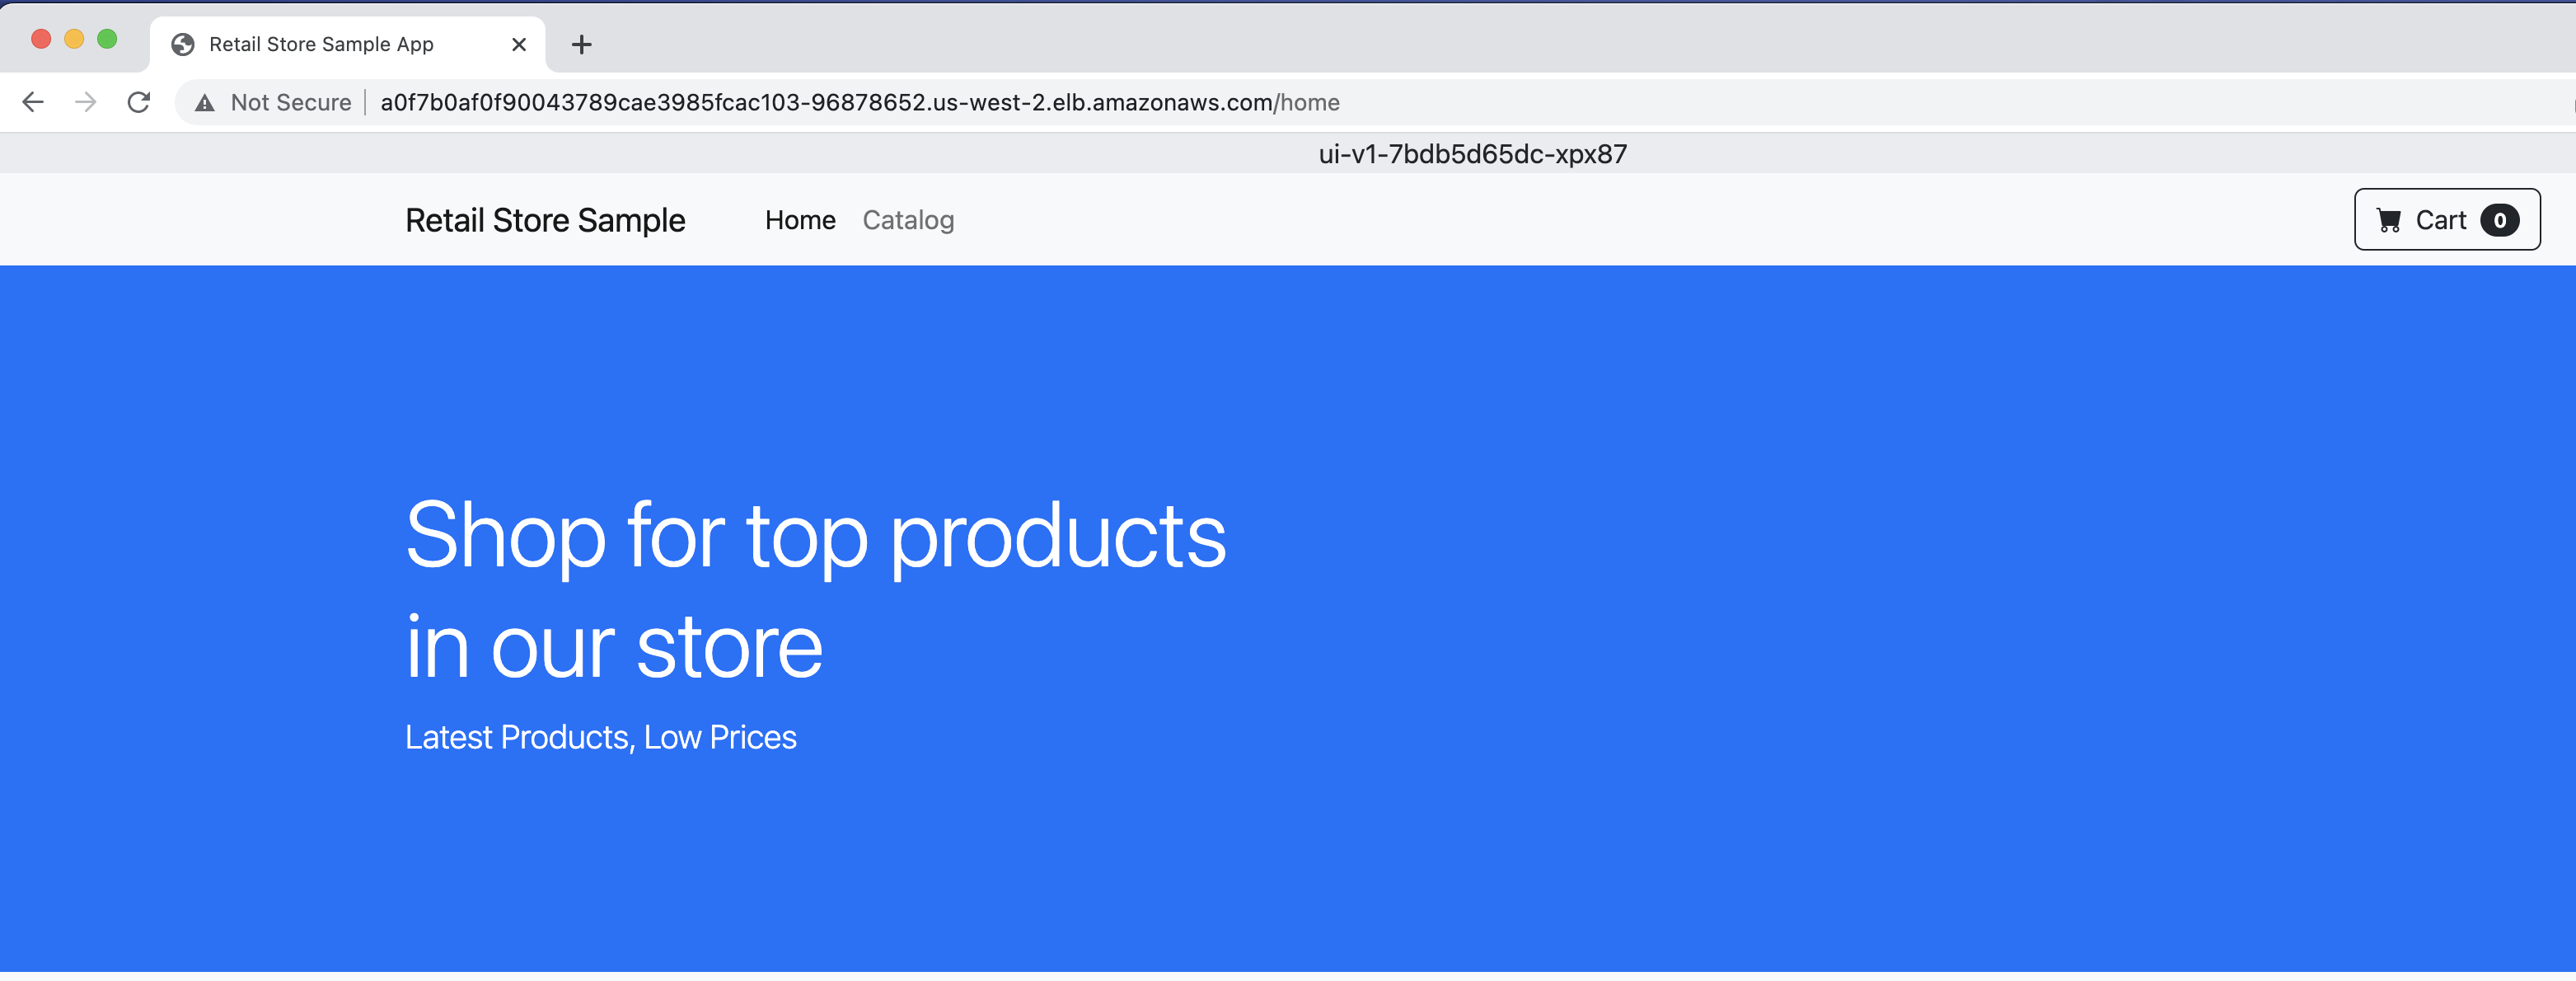 Retail Store Sample App
Not Secure a0f7b0af0f90043789cae3985fcac103-96878652.us-west-2.elb.amazonaws.com/home
ui-v1-7bdb5d65dc-xpx87
Retail Store Sample Home Catalog Cart 0
Shop for top products
in our store
Latest Products, Low Prices